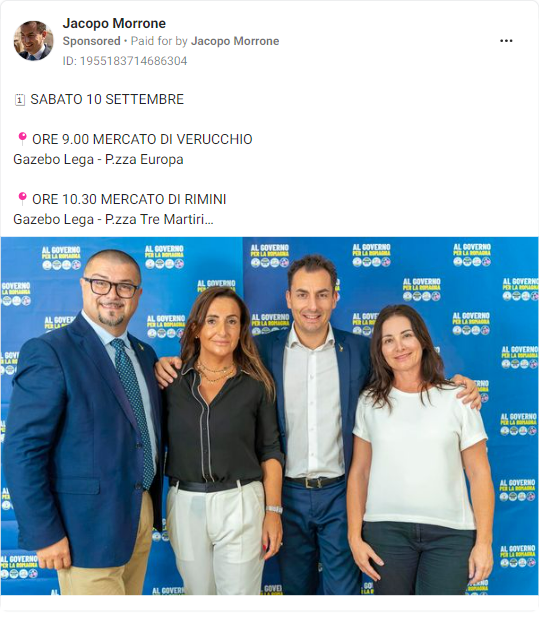 Jacopo Morrone
Sponsored • Paid for by Jacopo Morrone
ID: 1955183714686304
SABATO 10 SETTEMBRE
ORE 9.00 MERCATO DI VERUCCHIO
Gazebo Lega - P.zza Europa
ORE 10.30 MERCATO DI RIMINI
Gazebo Lega - P.zza Tre Martiri...
AL GOVERNO
PER LA ROMAGNA